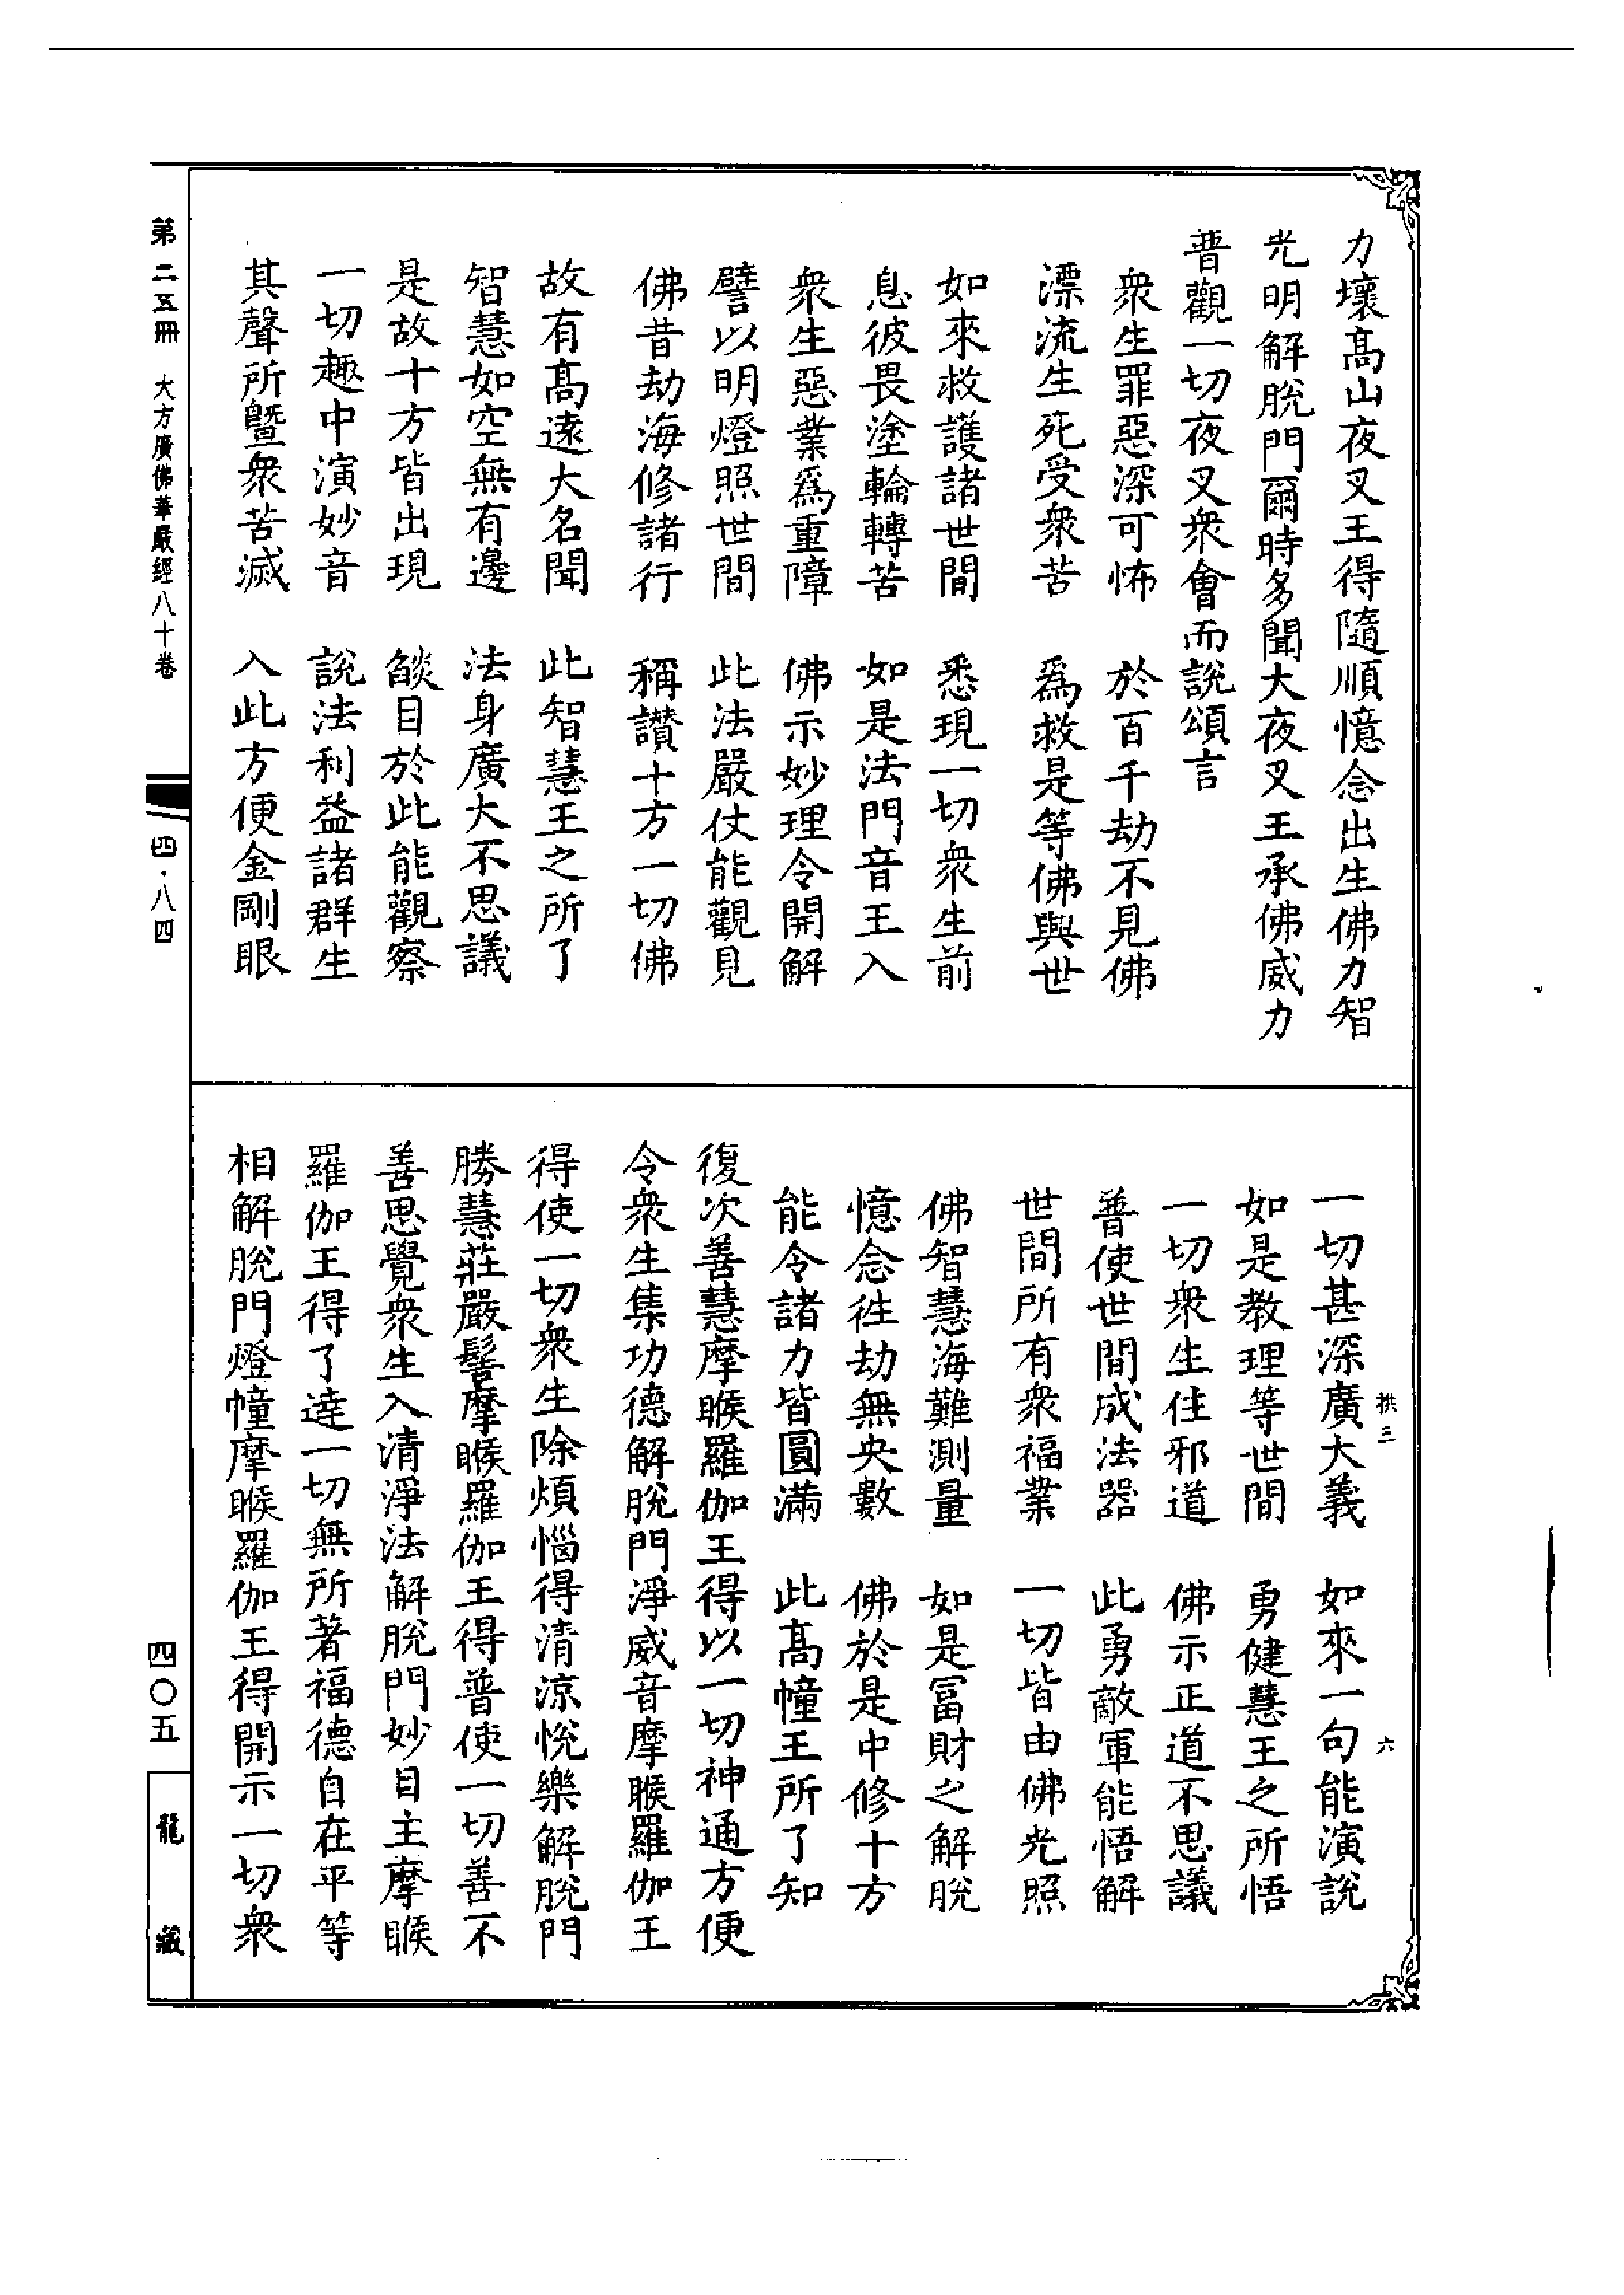 力壞高山夜叉王得隨順憶念出生佛力智
光明解脫門爾時多聞大夜叉王承佛威力
普觀一切夜叉衆會而說頌言
衆生罪惡深可怖　於百千劫不見佛
漂流生死受衆苦　爲救是等佛興世
如來救護諸世間　悉現一切衆生前
息彼畏塗輪轉苦　如是法門音王入
衆生惡業爲重障　佛示妙理令開解
譬以明燈照世間　此法嚴仗能觀見
佛昔劫海修諸行　稱讚十方一切佛
故有高遠大名聞　此智慧王之所了
智慧如空無有邊　法身廣大不思議
是故十方皆出現　𦦨目於此能觀察
一切趣中演妙音　說法利益諸群生
其聲所暨衆苦滅　入此方便金剛眼
一切甚深廣大義　如來一句能演說
如是教理等世間　勇健慧王之所悟
一切衆生住邪道　佛示正道不思議
普使世間成法器　此勇敵軍能悟解
世間所有衆福業　一切皆由佛光照
佛智慧海難測量　如是富財之解脫
憶念徃劫無央數　佛於是中修十方
能令諸力皆圓滿　此高幢王所了知
復次善慧摩睺羅伽王得以一切神通方便
令衆生集功德解脫門淨威音摩睺羅伽王
得使一切衆生除煩惱得清涼悅樂解脫門
勝慧莊嚴髻摩睺羅伽王得普使一切善不
善思覺衆生入清淨法解脫門妙目主摩睺
羅伽王得了達一切無所著福德自在平等
相解脫門燈幢摩睺羅伽王得開示一切衆
拱三　六
第二五冊　大方廣佛華嚴經八十卷
四·八四
四〇五
龍藏